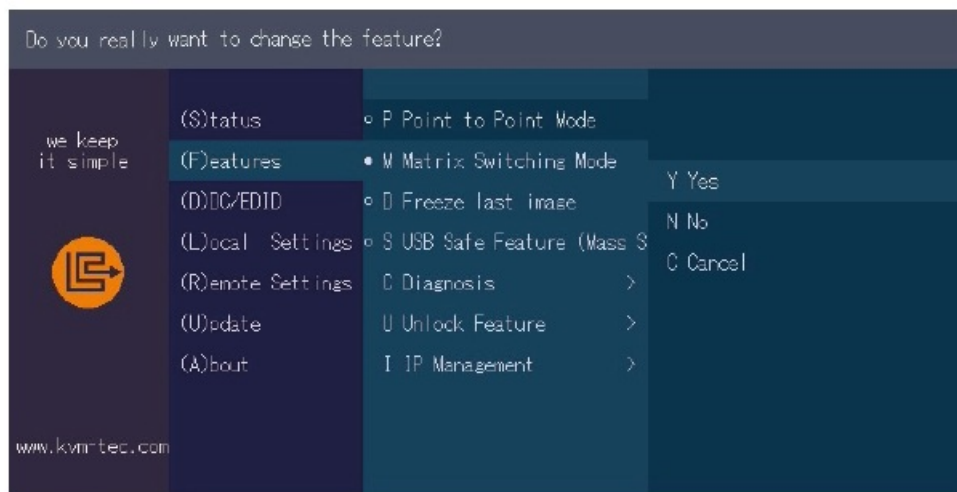 Do you really want to change the feature?
we keep
it simple
www.kvm-tec.com
(S)tatus
(F)eatures
(D)DC/EDID
(L)ocal Settings
(R)emote Settings
(U)pdate
(A)bout
P Point to Point Mode
M Matrix Switching Mode
D Freeze last image
S USB Safe Feature (Mass S
C Diagnosis >
U Unlock Feature >
I IP Management >
Y Yes
N No
C Cancel